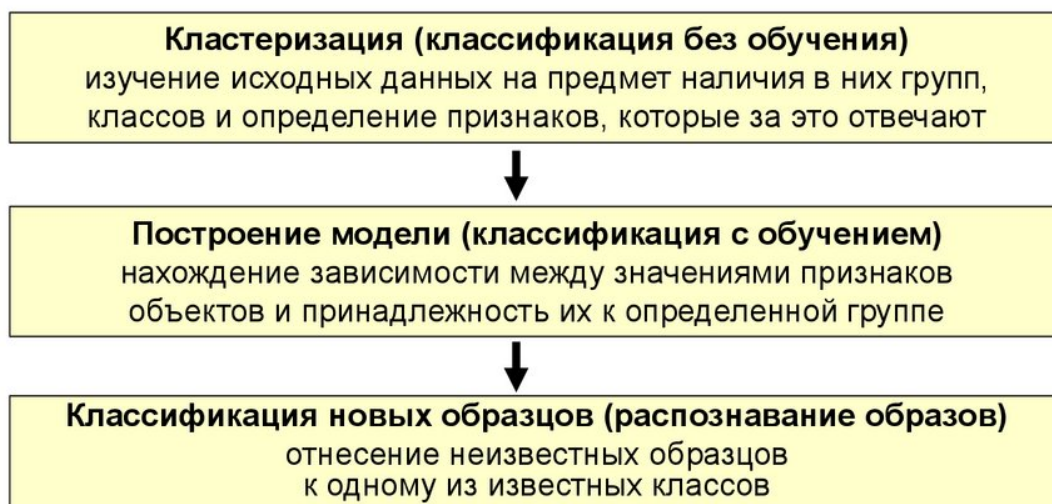 Кластеризация (классификация без обучения)
изучение исходных данных на предмет наличия в них групп,
классов и определение признаков, которые за это отвечают
Построение модели (классификация с обучением)
нахождение зависимости между значениями признаков
объектов и принадлежность их к определенной группе
Классификация новых образцов (распознавание образов)
отнесение неизвестных образцов
к одному из известных классов